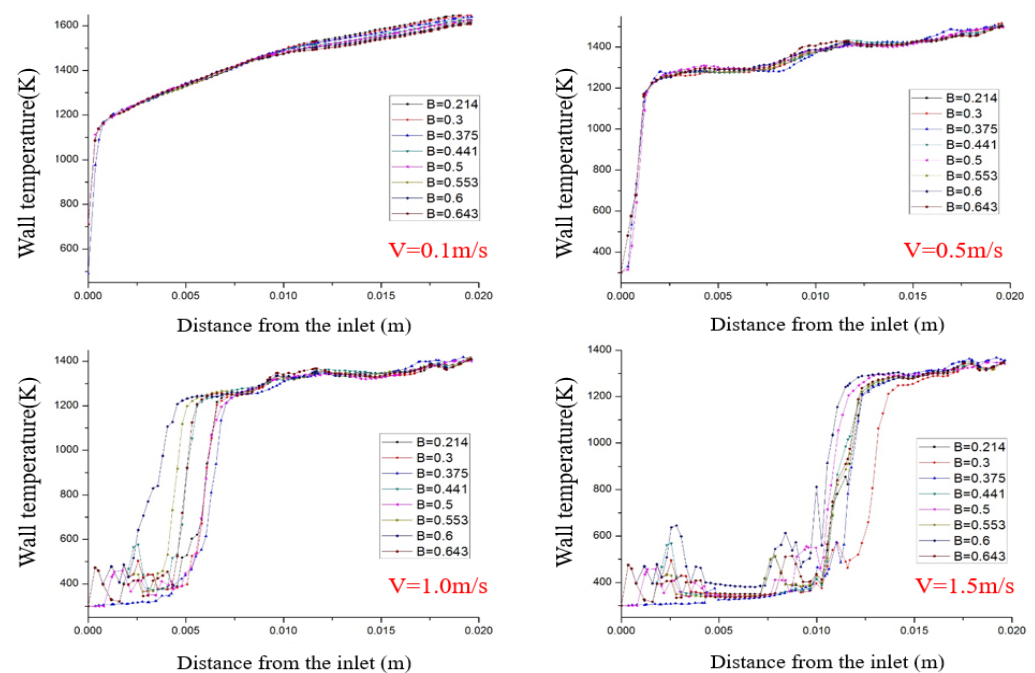 1600
1400
1200
1000
800
600
Wall temperature(K)
B=0.214
B=0.3
B=0.375
B=0.441
B=0.5
B=0.553
B=0.6
B=0.643
V=0.1m/s
0.000 0.005 0.010 0.015 0.020
Distance from the inlet (m)
1400
1200
1000
800
600
400
Wall temperature(K)
B=0.214
B=0.3
B=0.375
B=0.441
B=0.5
B=0.553
B=0.6
B=0.643
V=0.5m/s
0.000 0.005 0.010 0.015 0.020
Distance from the inlet (m)
1400
1200
1000
800
600
400
Wall temperature(K)
B=0.214
B=0.3
B=0.375
B=0.441
B=0.5
B=0.553
B=0.6
B=0.643
V=1.0m/s
0.000 0.005 0.010 0.015 0.020
Distance from the inlet (m)
1400
1200
1000
800
600
400
Wall temperature(K)
B=0.214
B=0.3
B=0.375
B=0.441
B=0.5
B=0.553
B=0.6
B=0.643
V=1.5m/s
0.000 0.005 0.010 0.015 0.020
Distance from the inlet (m)